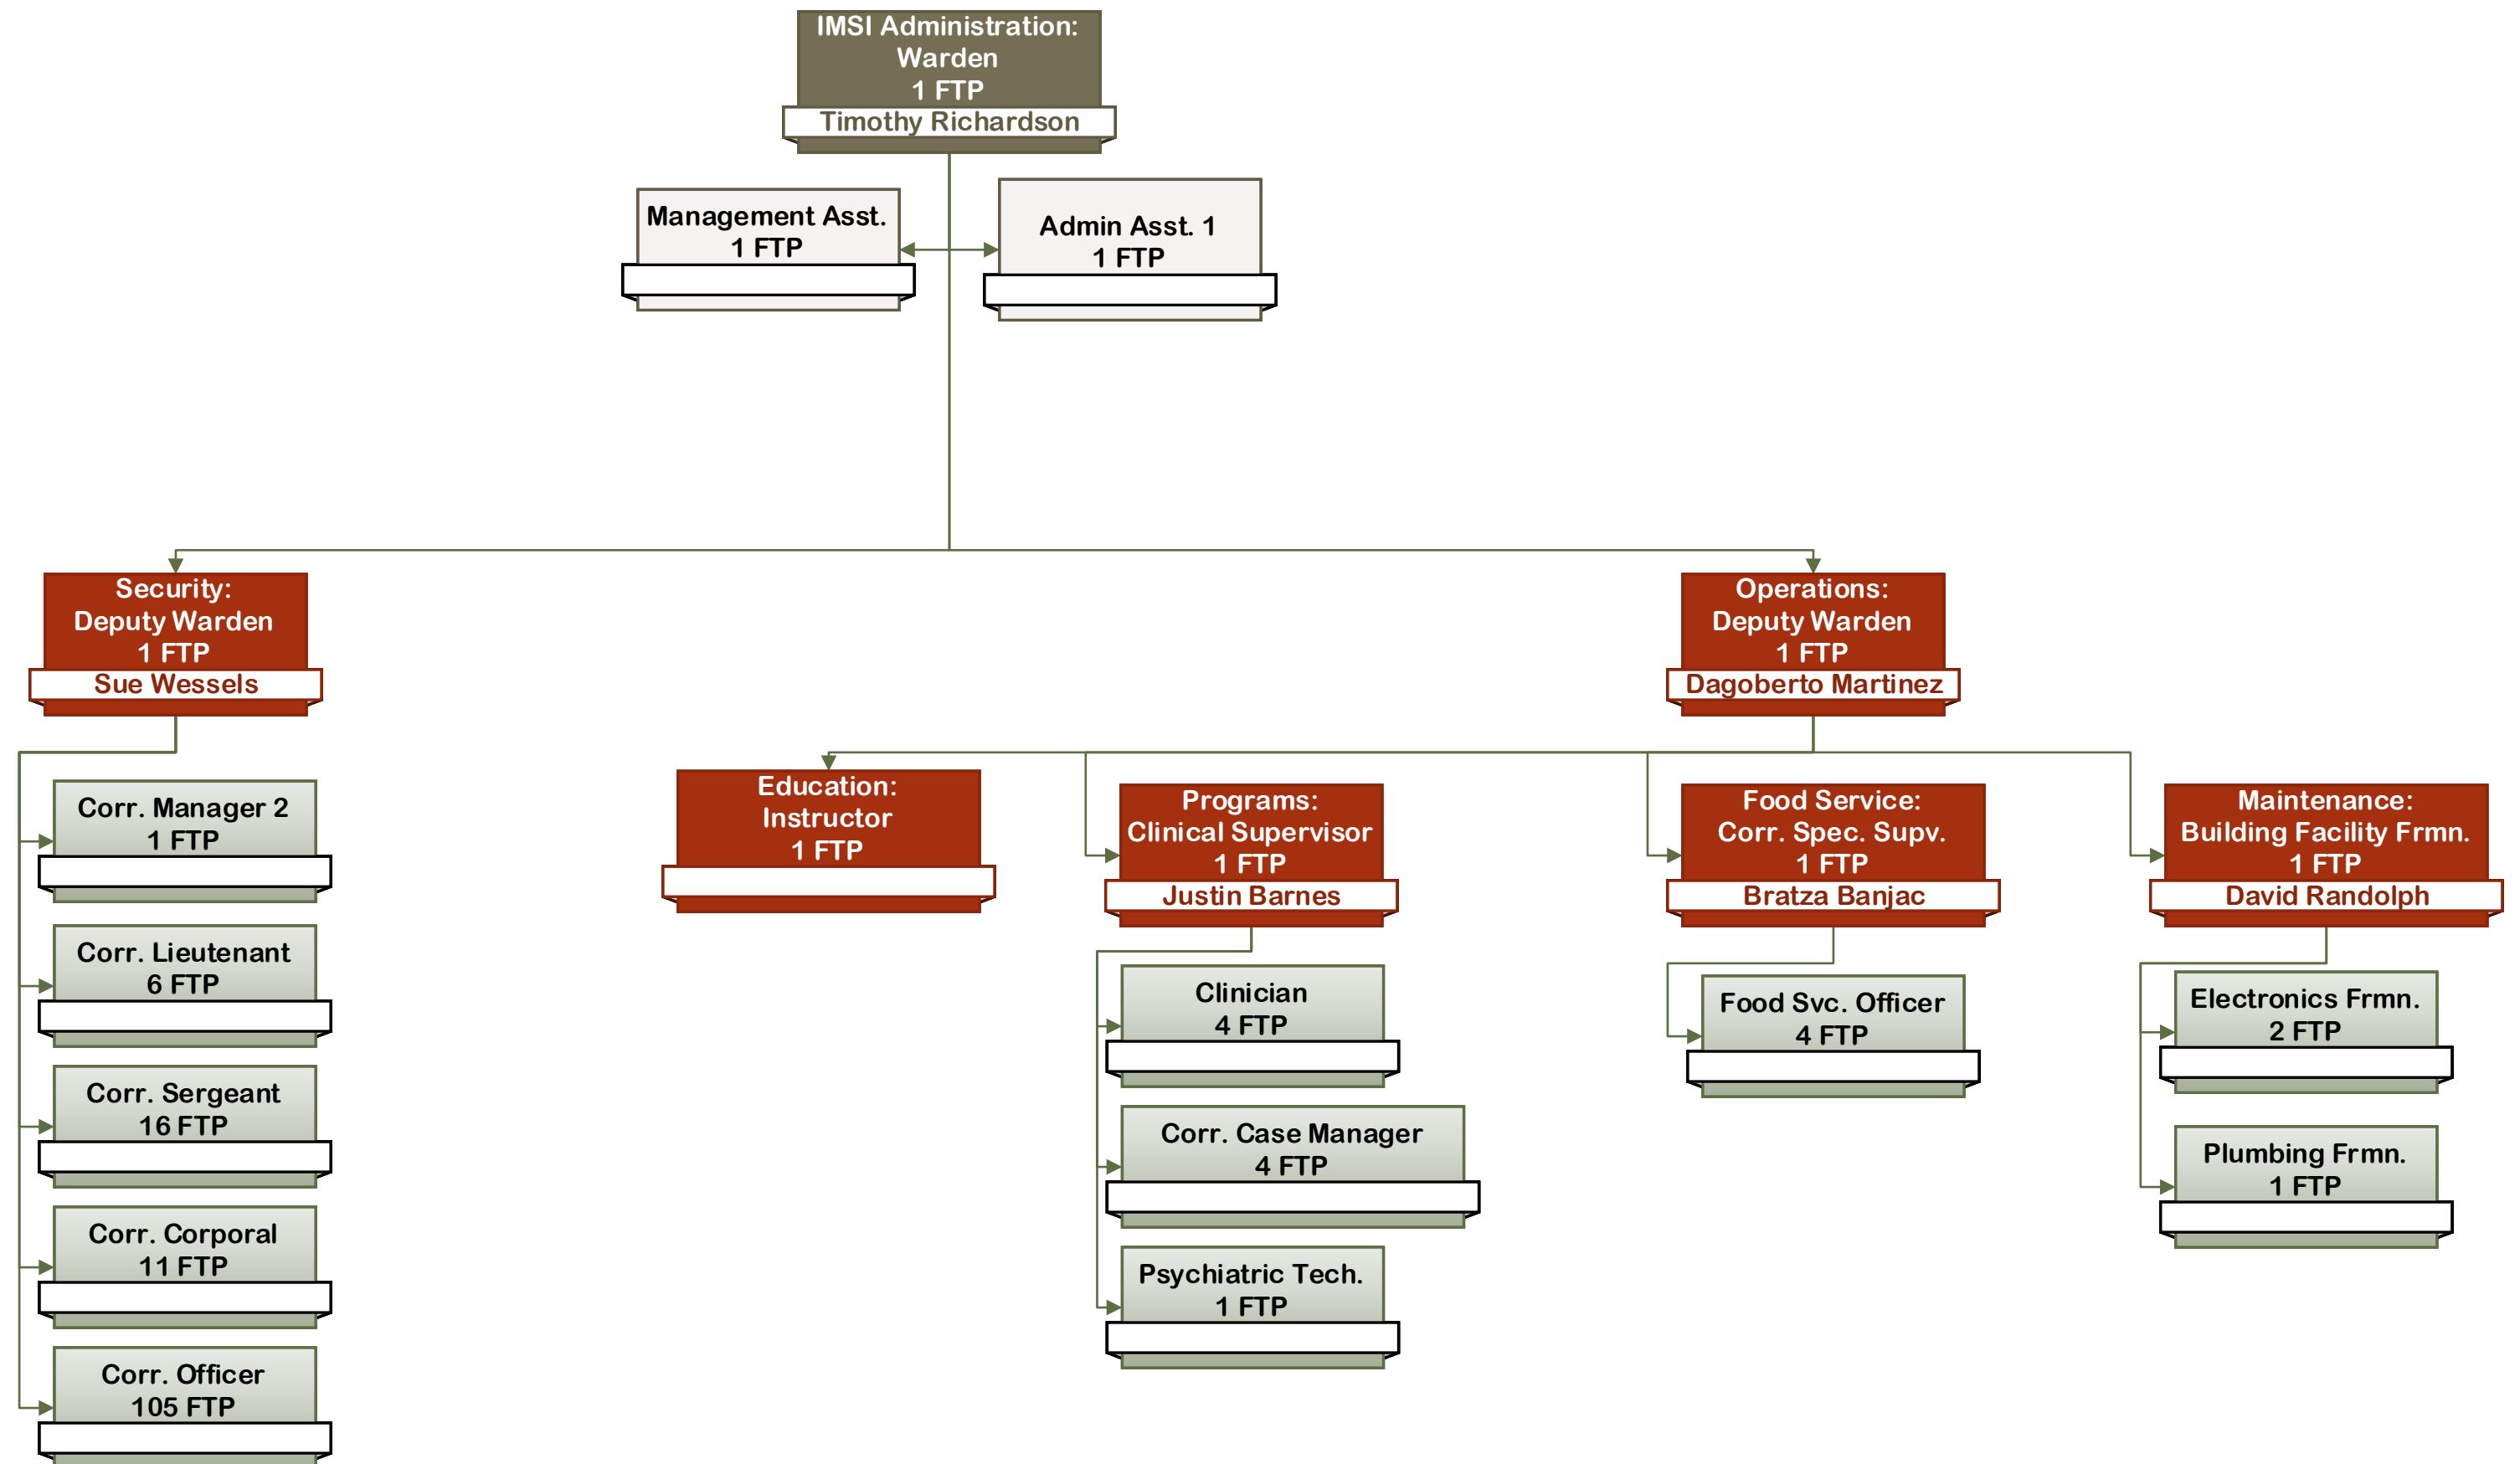 IMSI Administration:
Warden
1 FTP
Timothy Richardson
Management Asst.
1 FTP
Admin Asst. 1
1 FTP
Security:
Deputy Warden
1 FTP
Sue Wessels
Operations:
Deputy Warden
1 FTP
Dagoberto Martinez
Corr. Manager 2
1 FTP
Corr. Lieutenant
6 FTP
Corr. Sergeant
16 FTP
Corr. Corporal
11 FTP
Corr. Officer
105 FTP
Education:
Instructor
1 FTP
Programs:
Clinical Supervisor
1 FTP
Justin Barnes
Clinician
4 FTP
Corr. Case Manager
4 FTP
Psychiatric Tech.
1 FTP
Food Service:
Corr. Spec. Supv.
1 FTP
Bratza Banjac
Food Svc. Officer
4 FTP
Maintenance:
Building Facility Frmn.
1 FTP
David Randolph
Electronics Frmn.
2 FTP
Plumbing Frmn.
1 FTP